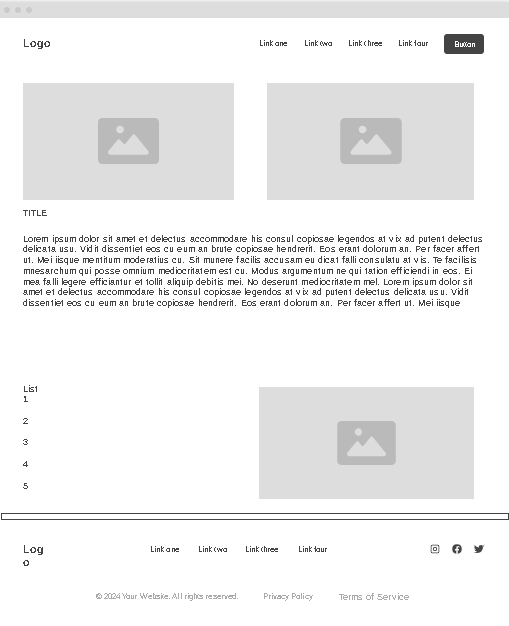 Logo
Link one Link two Link three Link four Button
TITLE
Lorem ipsum dolor sit amet et delectus accommodare his consul copiosae legendos at vix ad putent delectus
delicata usu. Vidit dissentiet eos cu eum an brute copiosae hendrerit. Eos erant dolorum an. Per facer affert
ut. Mei iisque mentitum moderatius cu. Sit munere facilis accusam eu dicat falli consulatu at vis. Te facilisis
mnesarchum qui posse omnium mediocritatem est cu. Modus argumentum ne qui tation efficiendi in eos. Ei
mea falli legere efficiantur et tollit aliquip debitis mei. No deserunt mediocritatem mel. Lorem ipsum dolor sit
amet et delectus accommodare his consul copiosae legendos at vix ad putent delectus delicata usu. Vidit
dissentiet eos cu eum an brute copiosae hendrerit. Eos erant dolorum an. Per facer affert ut. Mei iisque
List
1
2
3
4
5
Log
o
Link one Link two Link three Link four
© 2024 Your Website. All rights reserved. Privacy Policy Terms of Service